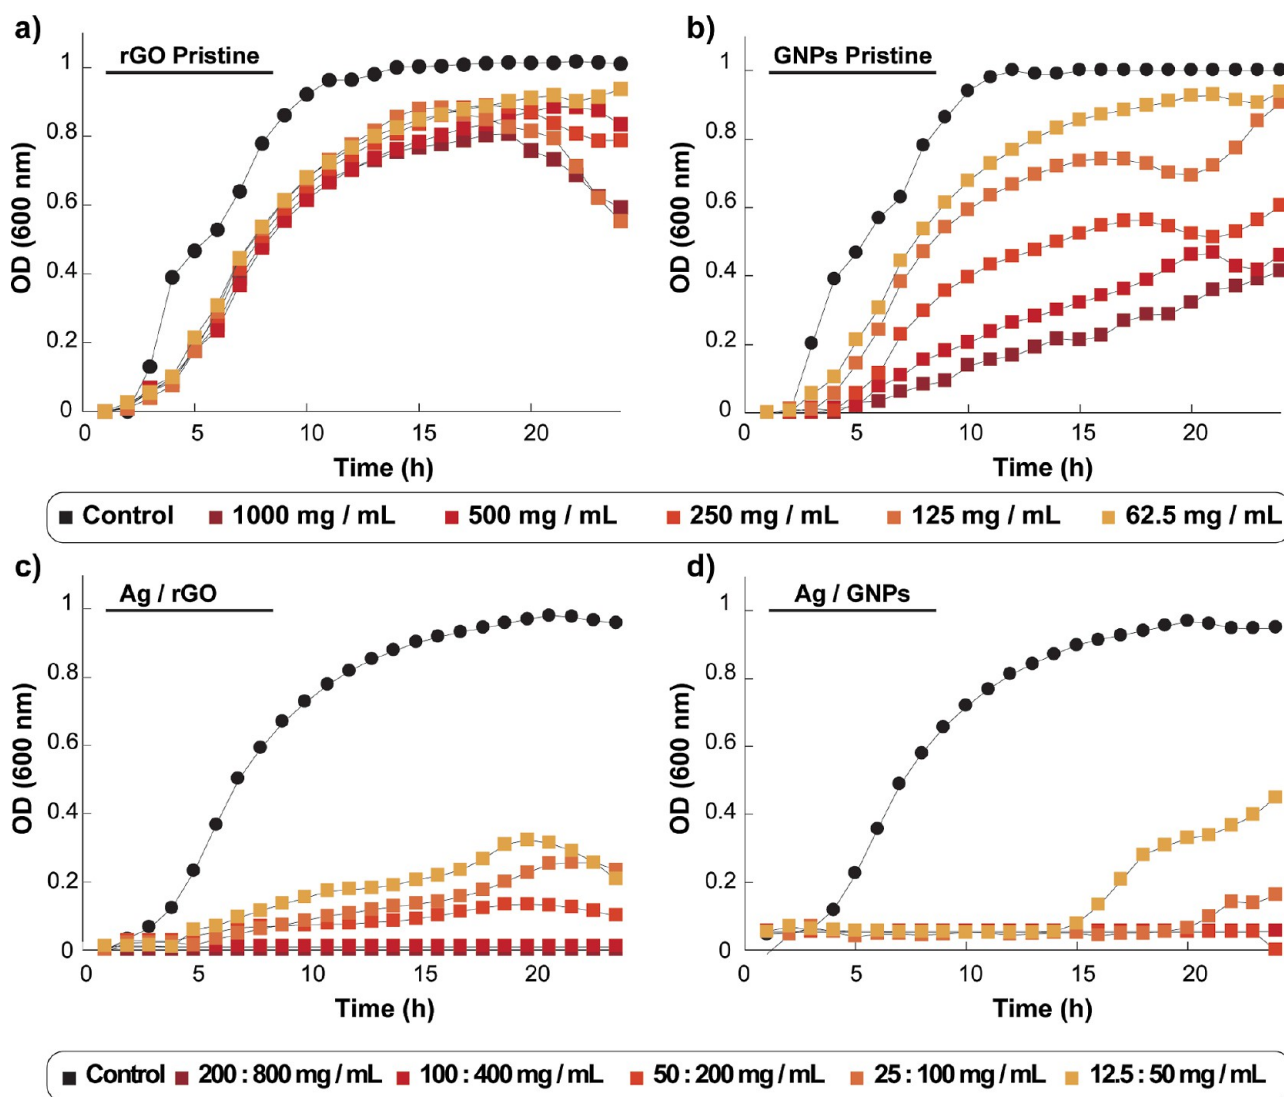 a)
rGO Pristine
1
0.8
0.6
0.4
0.2
0
OD (600 nm)
0 5 10 15 20
Time (h)
b)
GNPs Pristine
1
0.8
0.6
0.4
0.2
0
OD (600 nm)
0 5 10 15 20
Time (h)
Control 1000 mg / mL 500 mg / mL 250 mg / mL 125 mg / mL 62.5 mg / mL
c)
Ag / rGO
1
0.8
0.6
0.4
0.2
0
OD (600 nm)
0 5 10 15 20
Time (h)
d)
Ag / GNPs
1
0.8
0.6
0.4
0.2
0
OD (600 nm)
0 5 10 15 20
Time (h)
Control 200 : 800 mg / mL 100 : 400 mg / mL 50 : 200 mg / mL 25 : 100 mg / mL 12.5 : 50 mg / mL